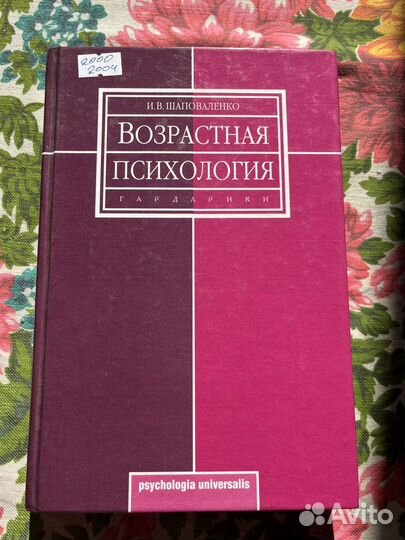 2000
2004
И.В. ШАПОВАЛЕНКО
ВОЗРАСТНАЯ
ПСИХОЛОГИЯ
ГАРДАРИКИ
psychologia universalis
Avito